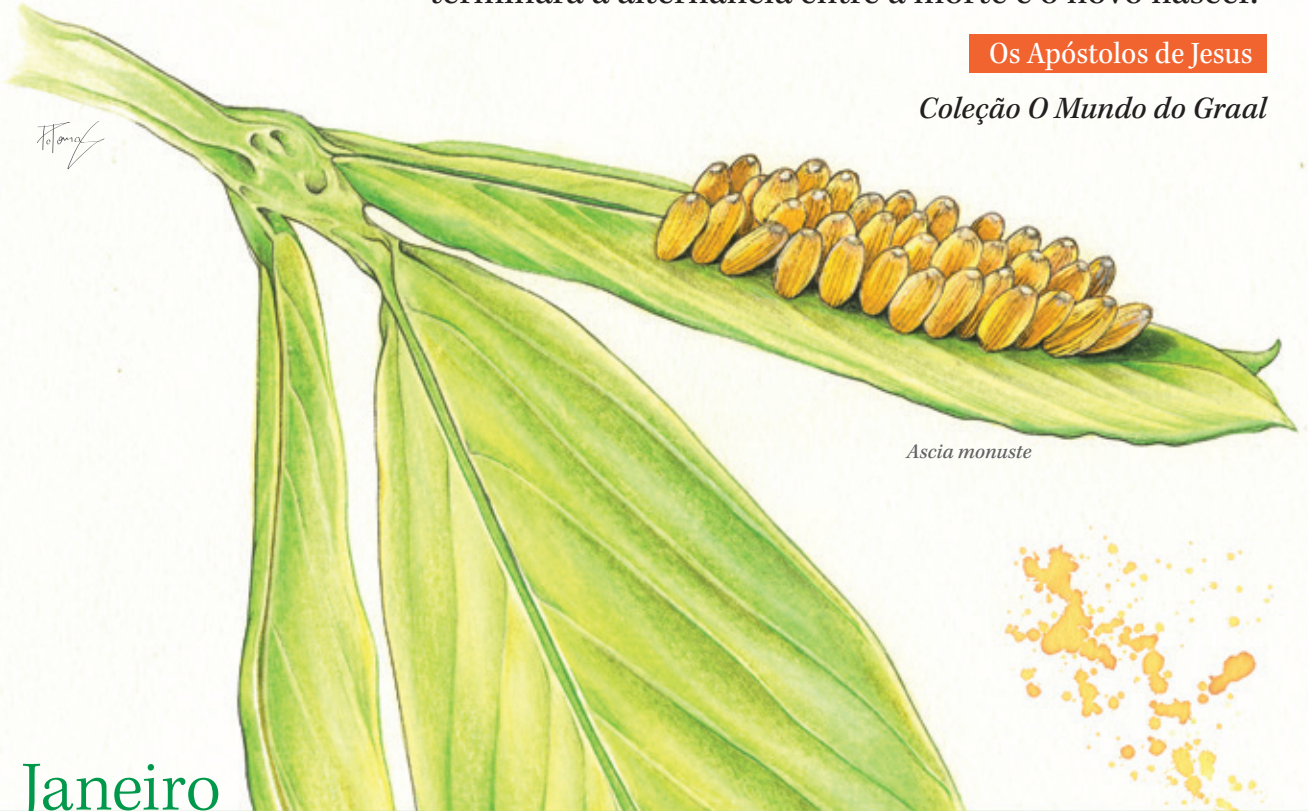 terminará a alternância entre a morte e o novo nascer.
Os Apóstolos de Jesus
Coleção O Mundo do Graal
Ascia monuste
Janeiro